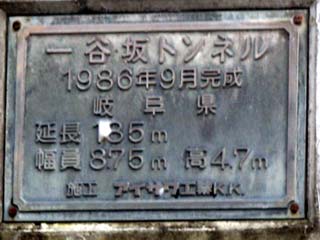 一谷坂トンネル
1986年9月完成
岐阜県
延長 185m
幅員 8.75m 高 4.7m
施工 アイサワ工業K.K.